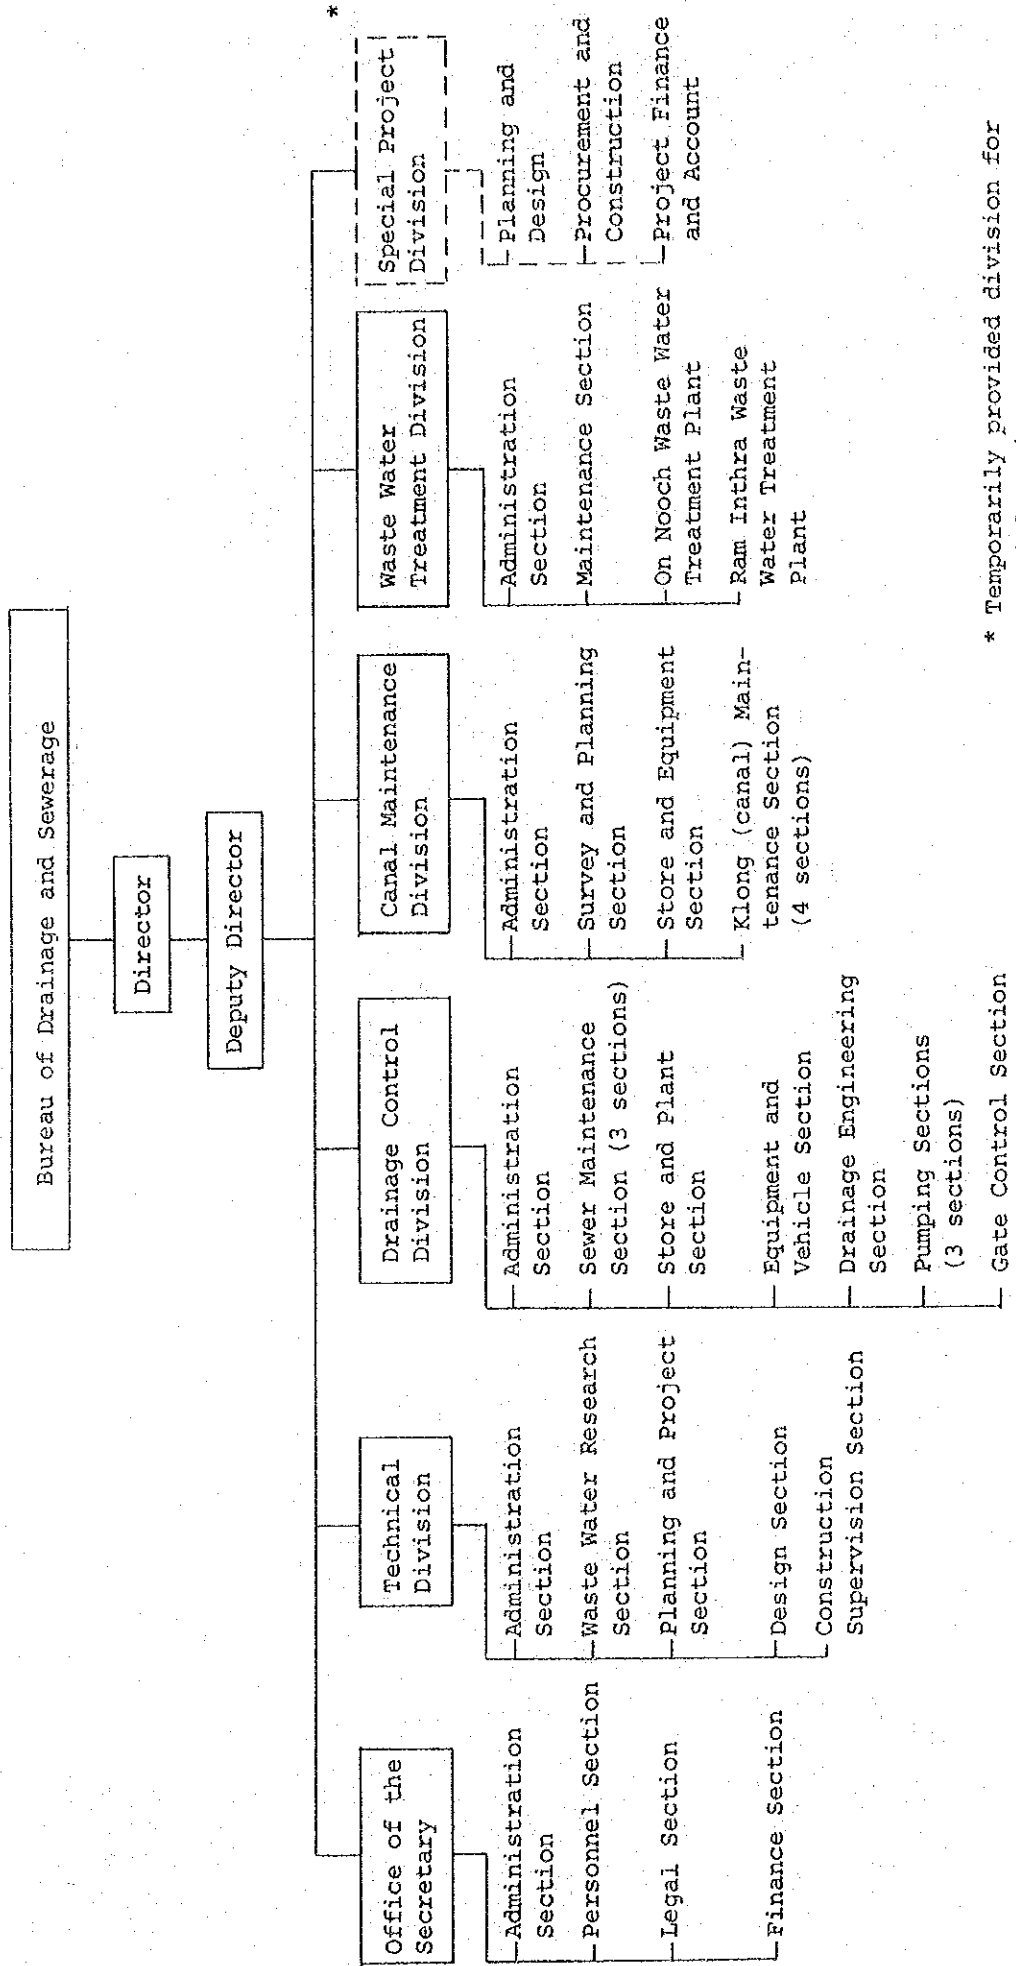 Bureau of Drainage and Sewerage
Director
Deputy Director
*
Office of the
Secretary
Administration
Section
Personnel Section
Legal Section
Finance Section
Technical
Division
Administration
Section
Waste Water Research
Section
Planning and Project
Section
Design Section
Construction
Supervision Section
Drainage Control
Division
Administration
Section
Sewer Maintenance
Section (3 sections)
Store and Plant
Section
Equipment and
Vehicle Section
Drainage Engineering
Section
Pumping Sections
(3 sections)
Gate Control Section
Canal Maintenance
Division
Administration
Section
Survey and Planning
Section
Store and Equipment
Section
Klong (canal) Main-
tenance Section
(4 sections)
Waste Water
Treatment Division
Administration
Section
Maintenance Section
On Nooch Waste Water
Treatment Plant
Ram Inthra Waste
Water Treatment
Plant
Special Project
Division
Planning and
Design
Procurement and
Construction
Project Finance
and Account
* Temporarily provided division for